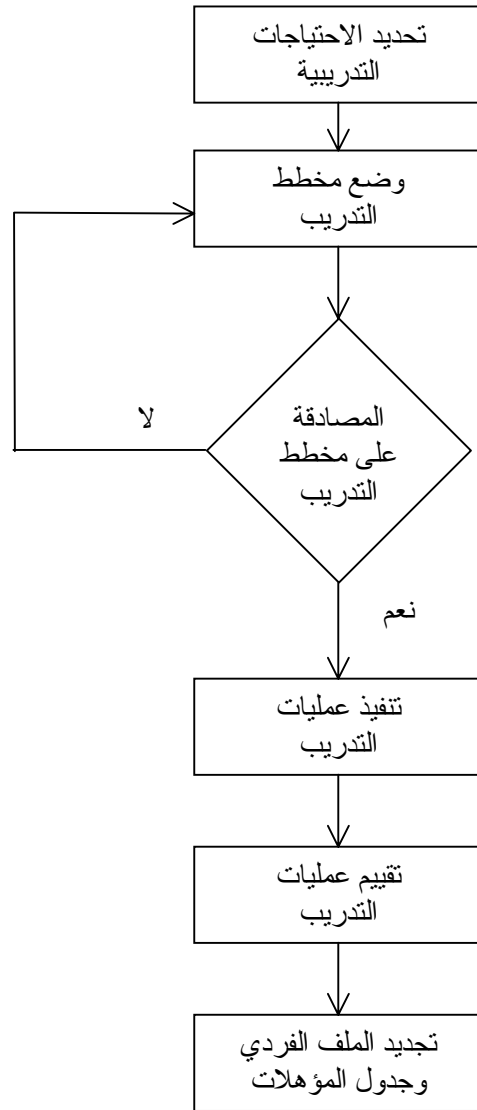 تحديد الاحتياجات
التدريبية
وضع مخطط
التدريب
المصادقة
على مخطط
التدريب
لا
نعم
تنفيذ عمليات
التدريب
تقييم عمليات
التدريب
تجديد الملف الفردي
وجدول المؤهلات